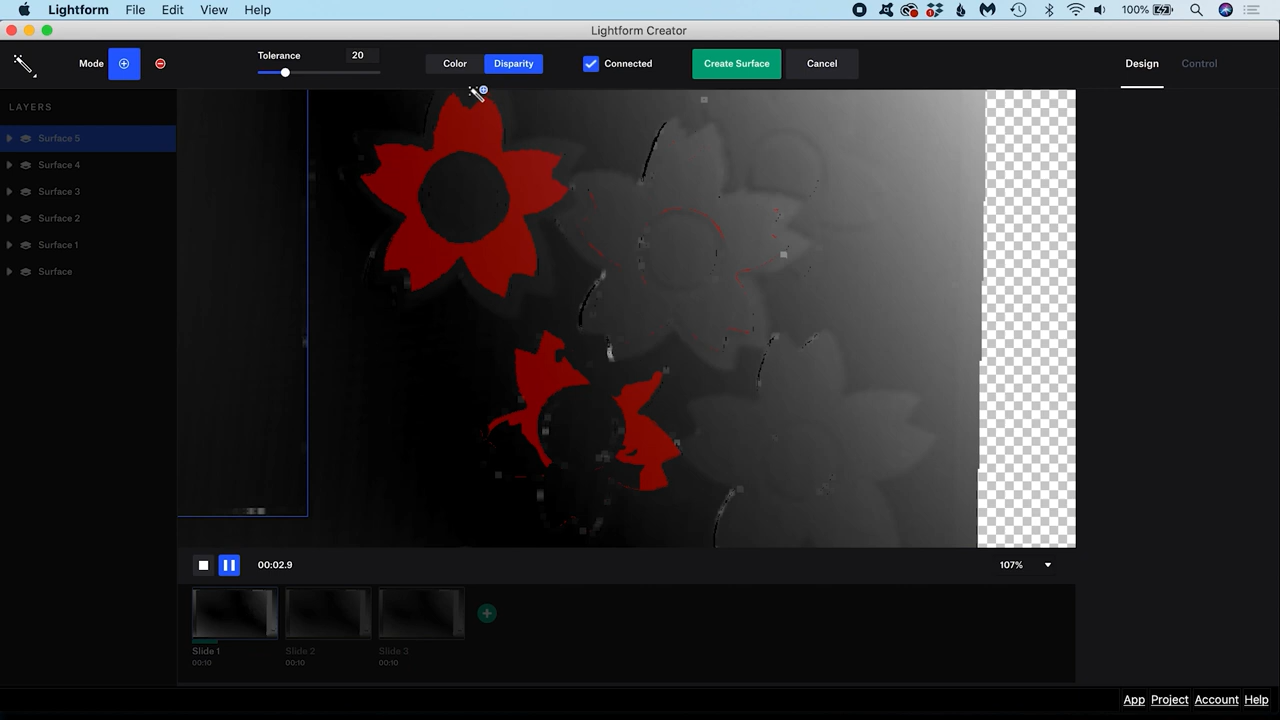 Lightform File Edit View Help
1
100%
Lightform Creator
Mode
Tolerance 20
Color Disparity
Connected
Create Surface
Cancel
Design Control
LAYERS
Surface 5
Surface 4
Surface 3
Surface 2
Surface 1
Surface
00:02.9
107%
Slide 1 Slide 2 Slide 3
00:10 00:10 00:10
App Project Account Help